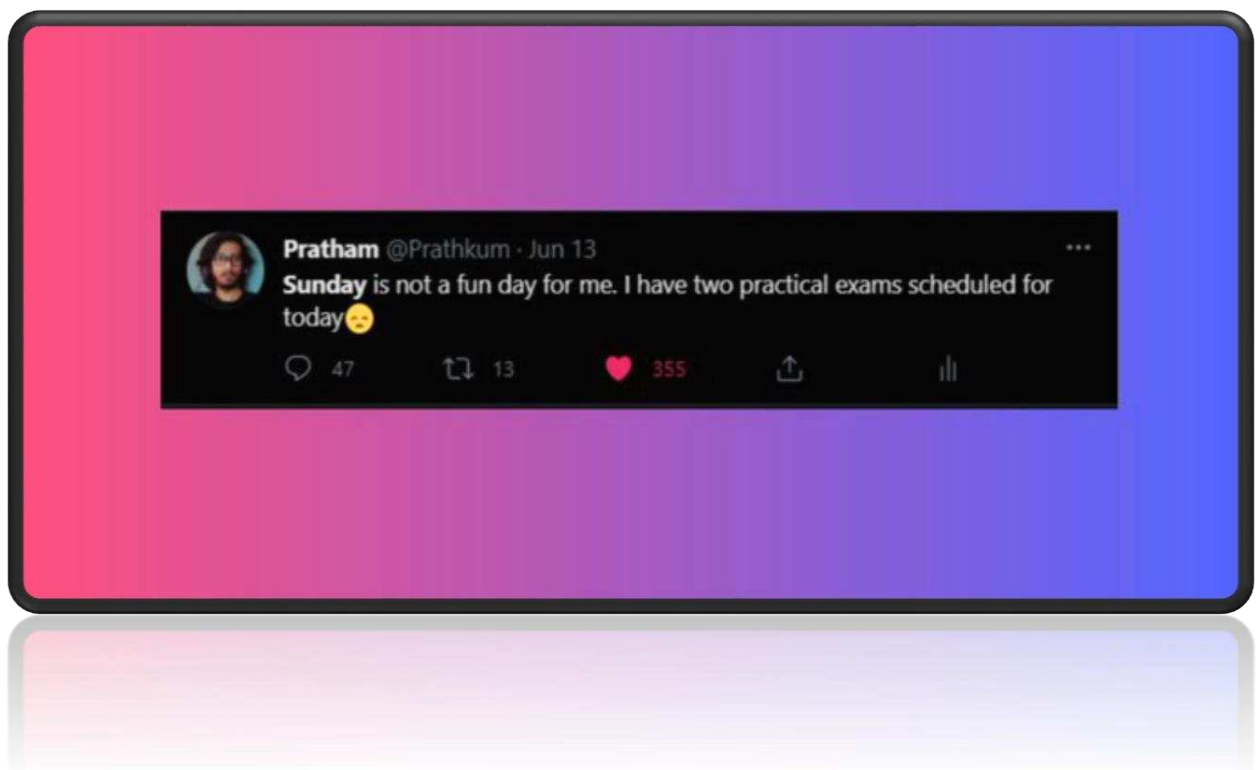 Pratham @Prathkum · Jun 13
Sunday is not a fun day for me. I have two practical exams scheduled for
today😞
47 13 355